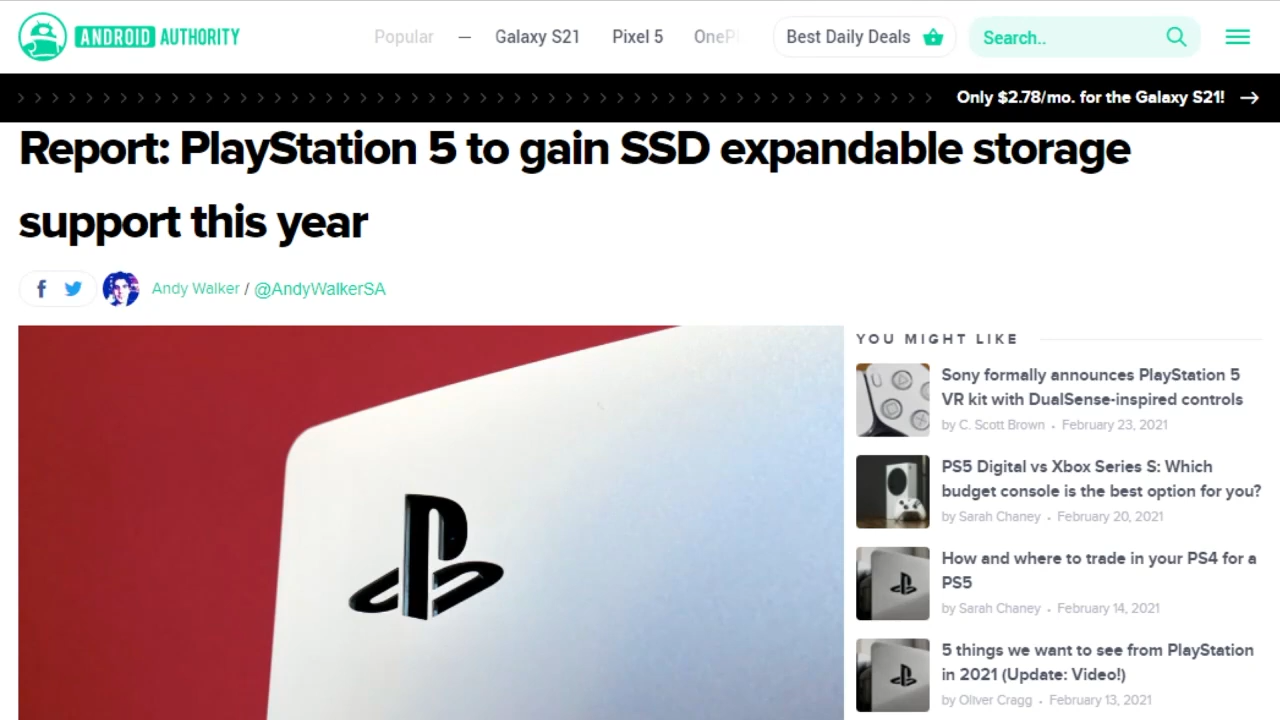 ANDROID AUTHORITY
Popular — Galaxy S21 Pixel 5 OneP
Best Daily Deals
Search..
Only $2.78/mo. for the Galaxy S21! →
Report: PlayStation 5 to gain SSD expandable storage
support this year
Andy Walker / @AndyWalkerSA
YOU MIGHT LIKE
Sony formally announces PlayStation 5
VR kit with DualSense-inspired controls
by C. Scott Brown • February 23, 2021
PS5 Digital vs Xbox Series S: Which
budget console is the best option for you?
by Sarah Chaney • February 20, 2021
How and where to trade in your PS4 for a
PS5
by Sarah Chaney • February 14, 2021
5 things we want to see from PlayStation
in 2021 (Update: Video!)
by Oliver Cragg • February 13, 2021